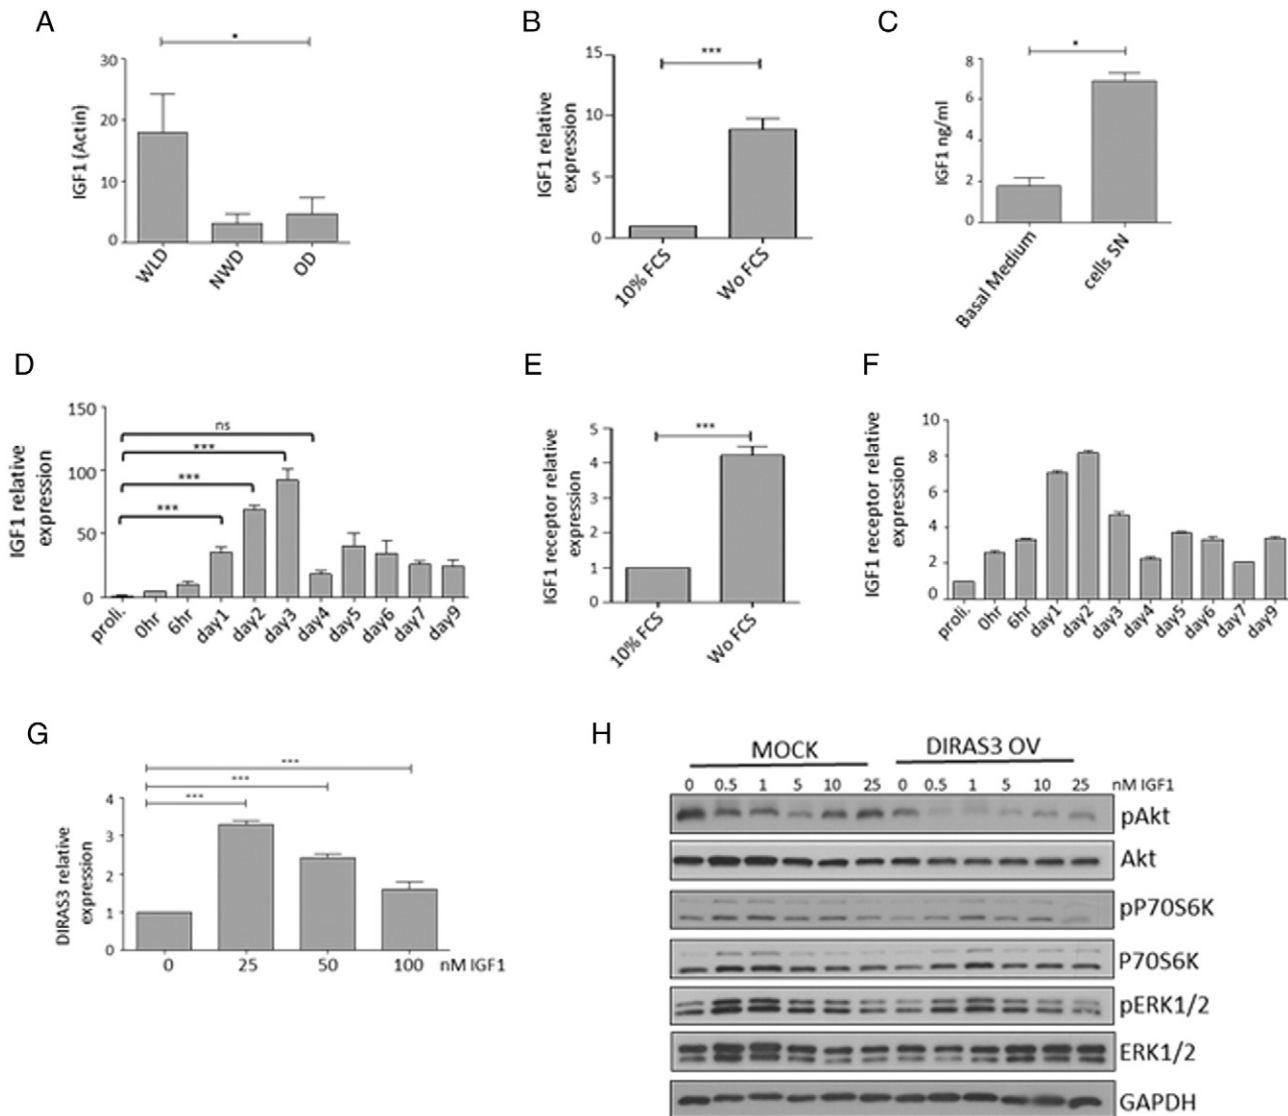 A
*
IGF1 (Actin)
30
20
10
0
WLD
NWD
OD
B
***
IGF1 relative
expression
15
10
5
0
10% FCS
Wo FCS
C
*
IGF1 ng/ml
8
6
4
2
0
Basal Medium
cells SN
D
IGF1 relative
expression
150
100
50
0
ns
***
***
***
proli.
0hr
6hr
day1
day2
day3
day4
day5
day6
day7
day9
E
***
IGF1 receptor relative
expression
5
4
3
2
1
0
10% FCS
Wo FCS
F
IGF1 receptor relative
expression
10
8
6
4
2
0
proli.
0hr
6hr
day1
day2
day3
day4
day5
day6
day7
day9
G
***
***
***
DIRAS3 relative
expression
4
3
2
1
0
0 25 50 100 nM IGF1
H
MOCK DIRAS3 OV
0 0.5 1 5 10 25 0 0.5 1 5 10 25 nM IGF1
pAkt
Akt
pP70S6K
P70S6K
pERK1/2
ERK1/2
GAPDH